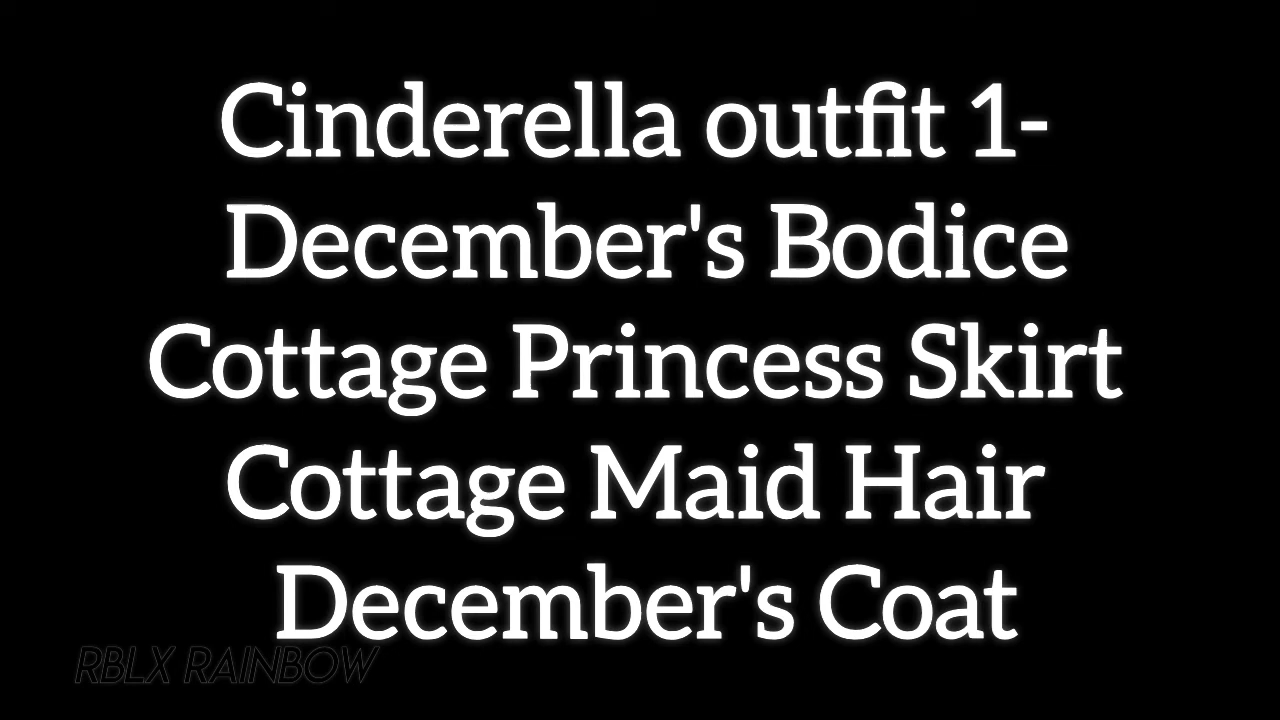 Cinderella outfit 1-
December's Bodice
Cottage Princess Skirt
Cottage Maid Hair
December's Coat
RBLX RAINBOW